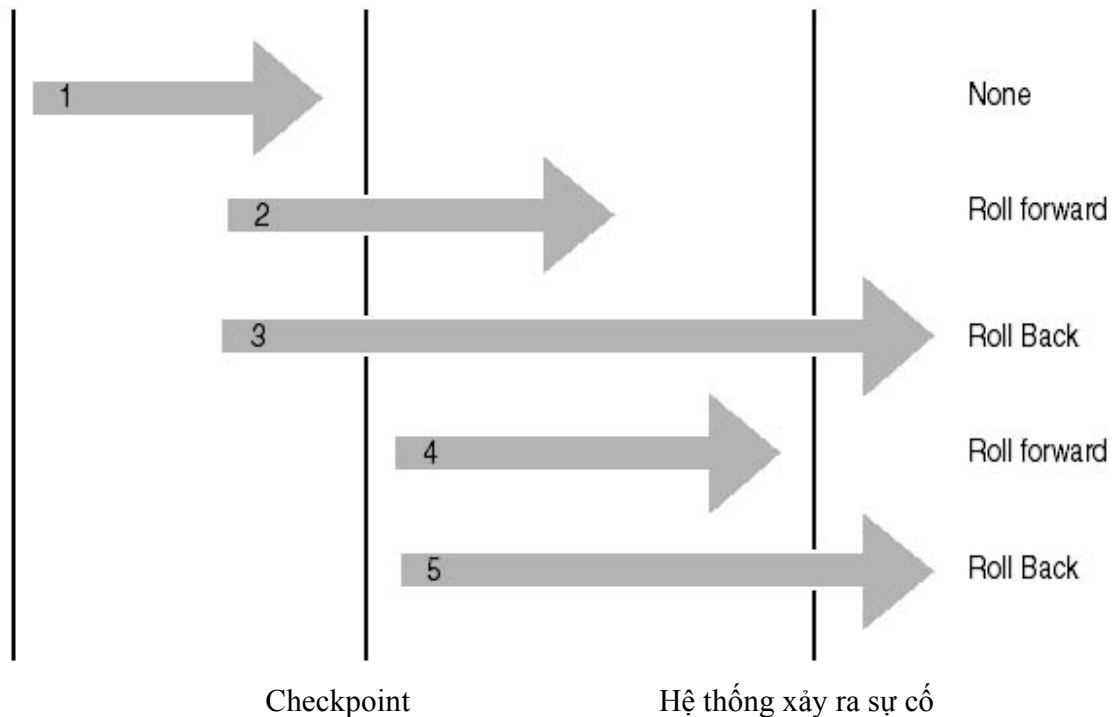 1 None
2 Roll forward
3 Roll Back
4 Roll forward
5 Roll Back
Checkpoint Hệ thống xảy ra sự cố